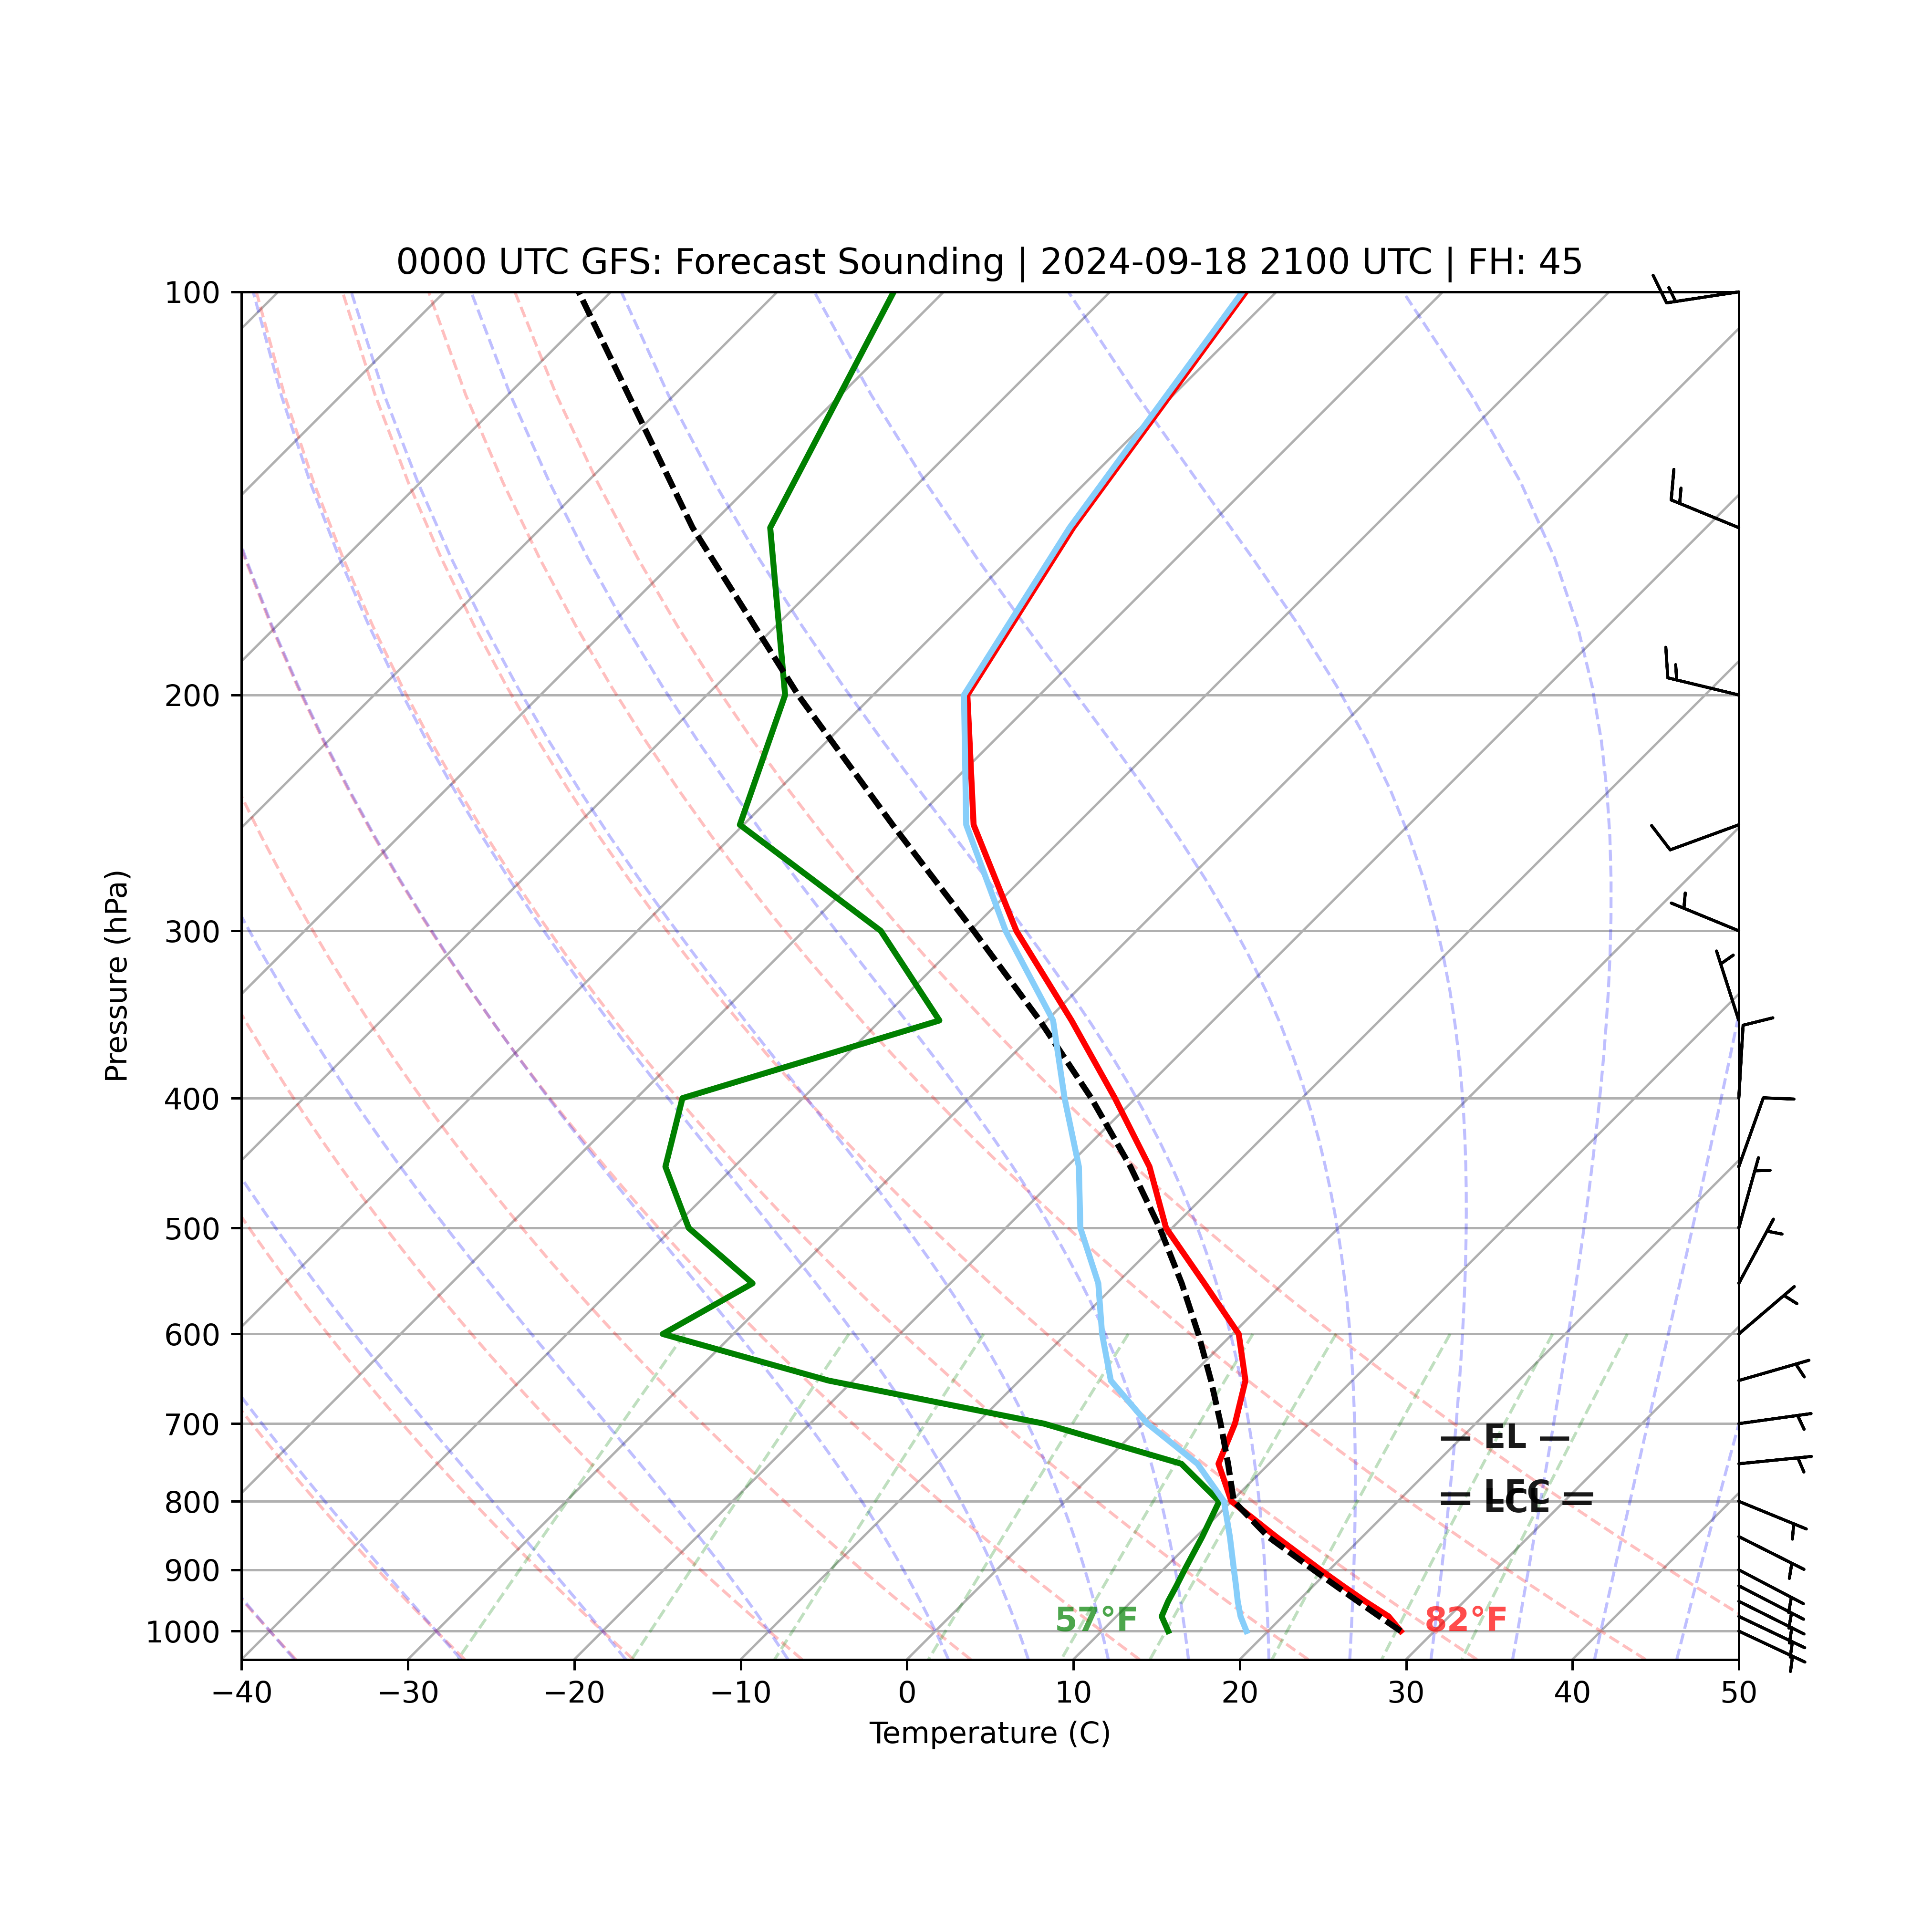 0000 UTC GFS: Forecast Sounding | 2024-09-18 2100 UTC | FH: 45
100
200
300
400
500
600
700
800
900
1000
Pressure (hPa)
— EL —
— LFC —
— LCL —
57°F
82°F
−40
−30
−20
−10
0
10
20
30
40
50
Temperature (C)